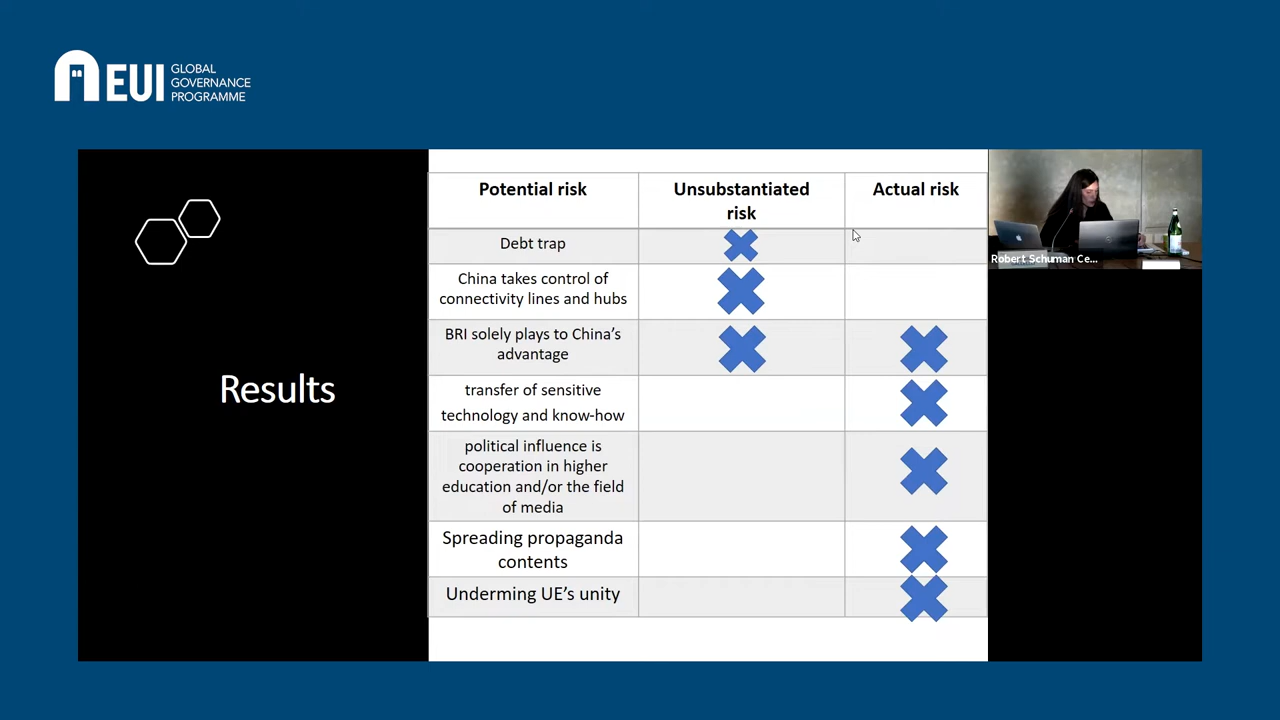 EUI
GLOBAL
GOVERNANCE
PROGRAMME
Results
Potential risk
Unsubstantiated
risk
Actual risk
Debt trap
China takes control of
connectivity lines and hubs
BRI solely plays to China's
advantage
transfer of sensitive
technology and know-how
political influence is
cooperation in higher
education and/or the field
of media
Spreading propaganda
contents
Underming UE's unity
Robert Schuman Ce...